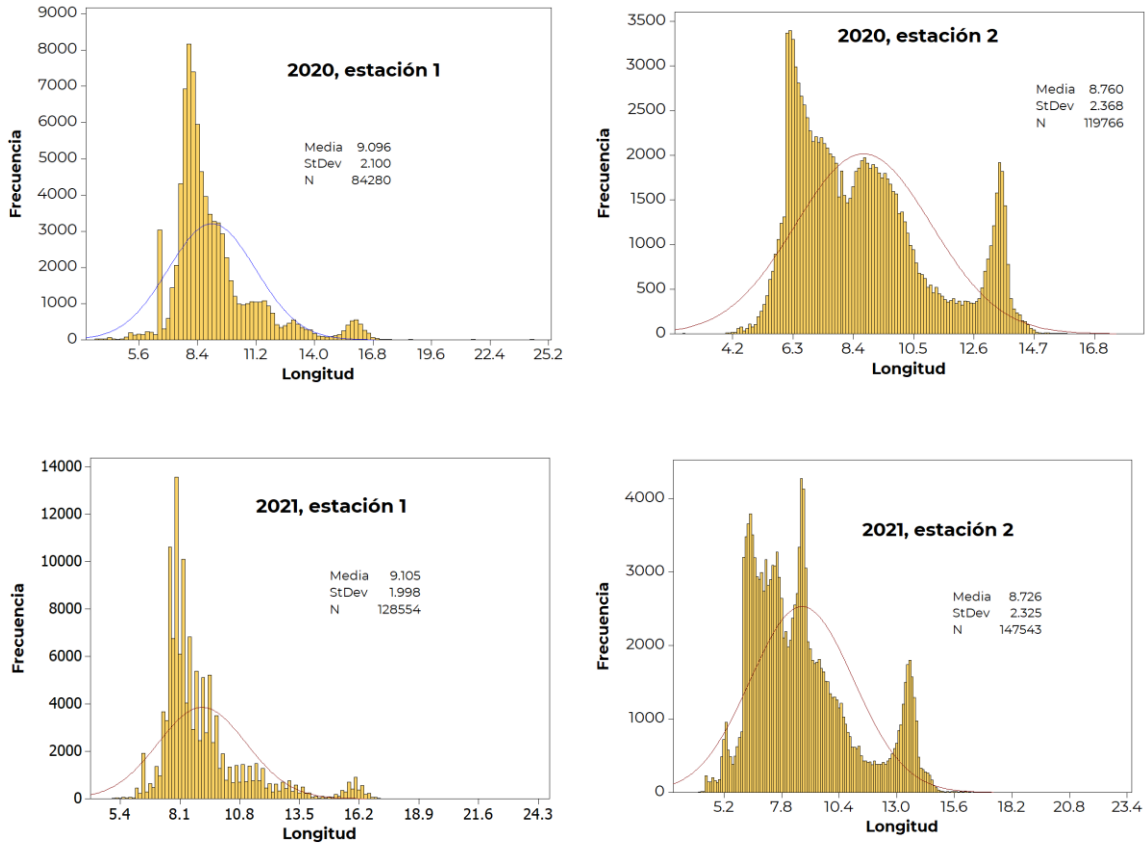 2020, estación 1
Media 9.096
StDev 2.100
N 84280
Frecuencia
9000
8000
7000
6000
5000
4000
3000
2000
1000
0
5.6 8.4 11.2 14.0 16.8 19.6 22.4 25.2
Longitud
2020, estación 2
Media 8.760
StDev 2.368
N 119766
Frecuencia
3500
3000
2500
2000
1500
1000
500
0
4.2 6.3 8.4 10.5 12.6 14.7 16.8
Longitud
2021, estación 1
Media 9.105
StDev 1.998
N 128554
Frecuencia
14000
12000
10000
8000
6000
4000
2000
0
5.4 8.1 10.8 13.5 16.2 18.9 21.6 24.3
Longitud
2021, estación 2
Media 8.726
StDev 2.325
N 147543
Frecuencia
4000
3000
2000
1000
0
5.2 7.8 10.4 13.0 15.6 18.2 20.8 23.4
Longitud